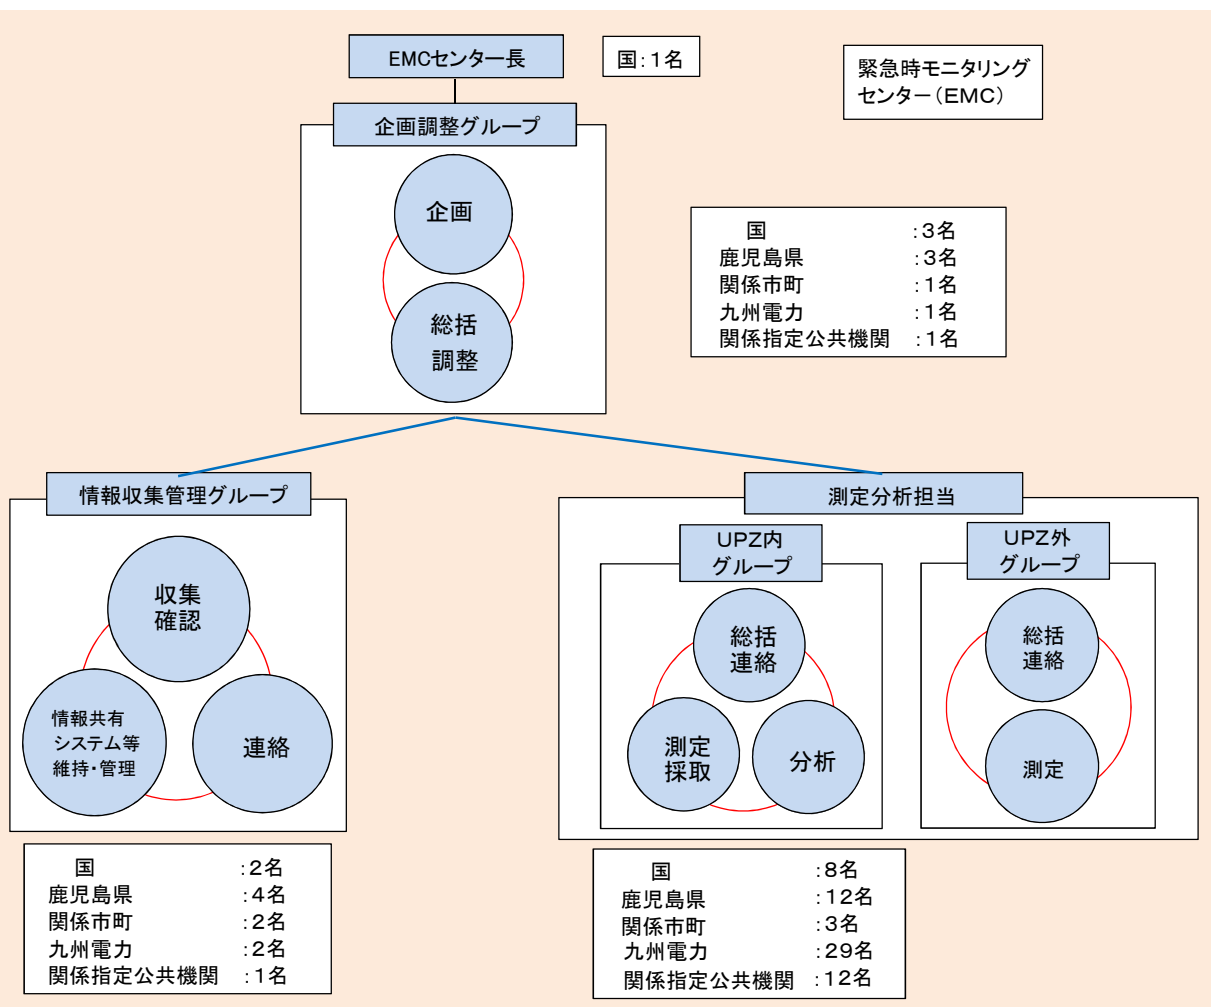 EMCセンター長
国:1名
緊急時モニタリング
センター(EMC)
企画調整グループ
企画
総括
調整
国 :3名
鹿児島県 :3名
関係市町 :1名
九州電力 :1名
関係指定公共機関 :1名
情報収集管理グループ
収集
確認
情報共有
システム等
維持・管理
連絡
国 :2名
鹿児島県 :4名
関係市町 :2名
九州電力 :2名
関係指定公共機関 :1名
測定分析担当
UPZ内
グループ
総括
連絡
測定
採取
分析
UPZ外
グループ
総括
連絡
測定
国 :8名
鹿児島県 :12名
関係市町 :3名
九州電力 :29名
関係指定公共機関 :12名